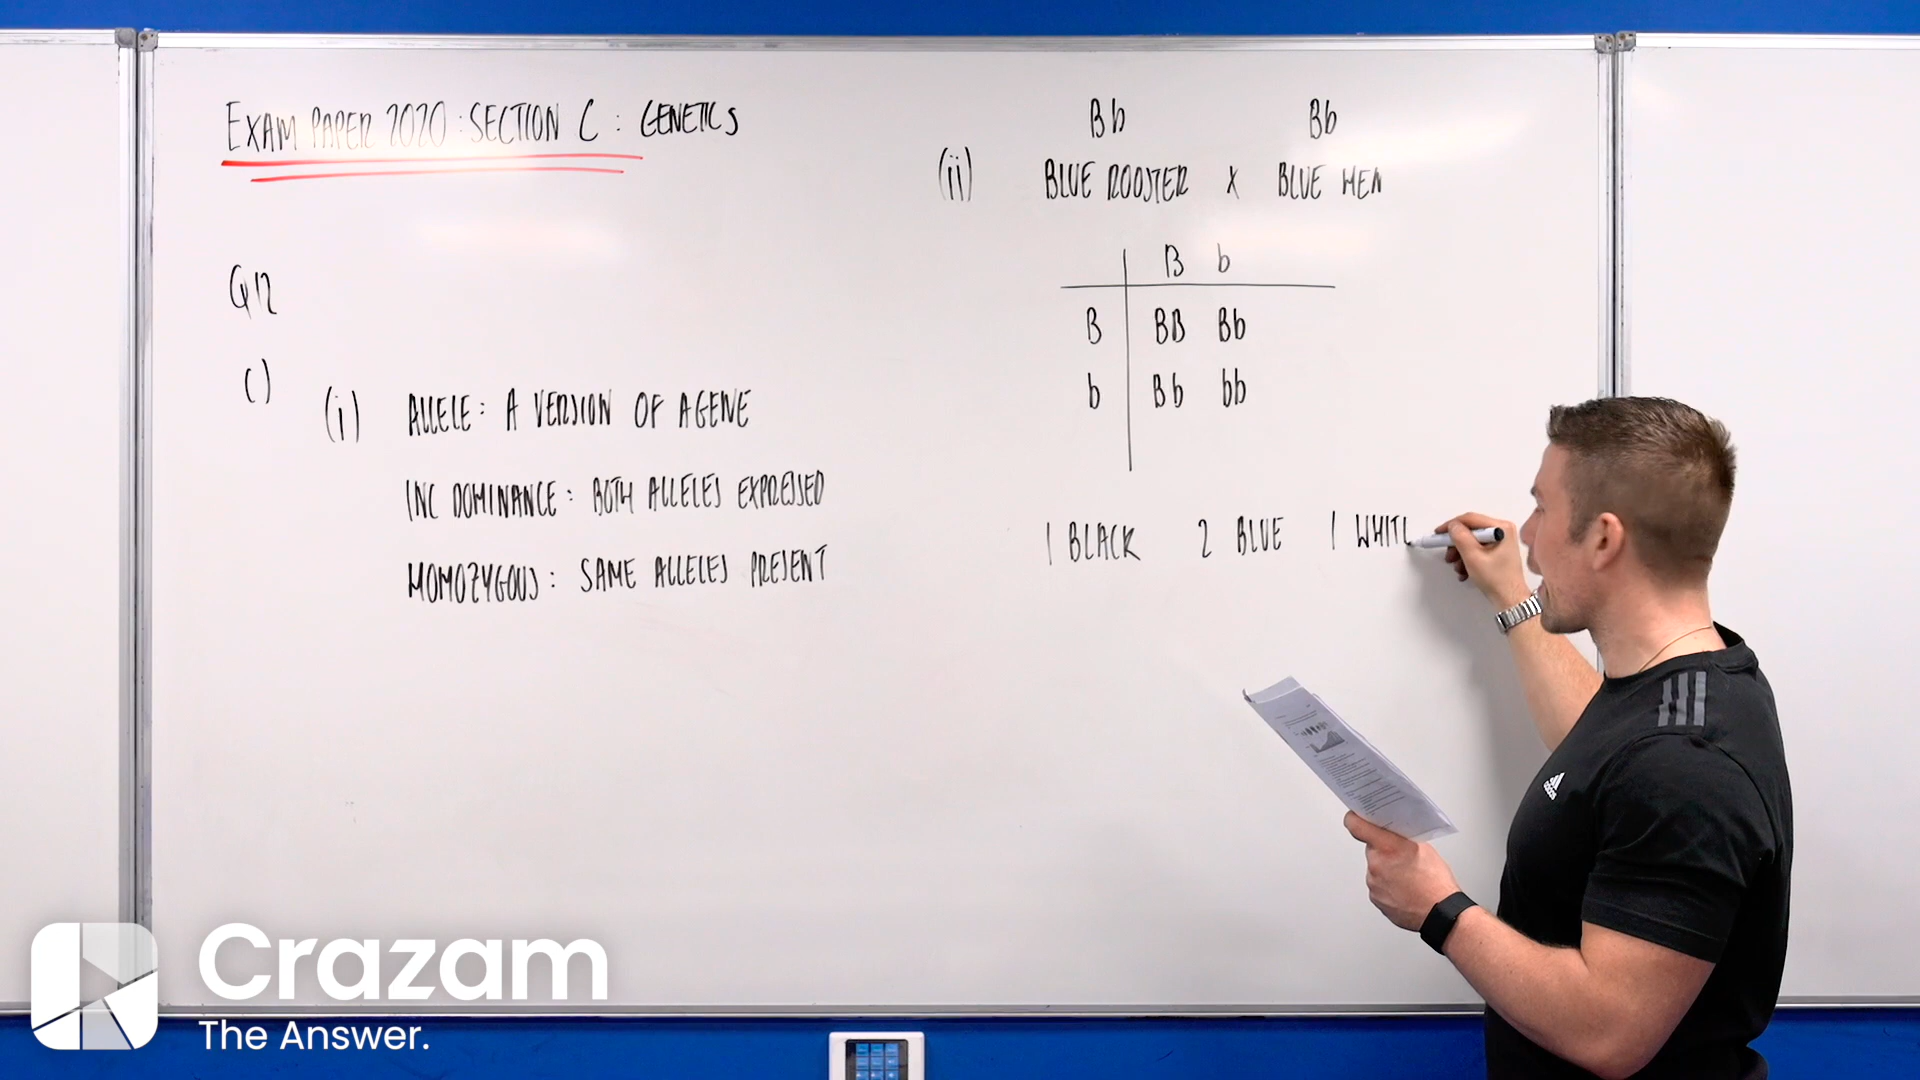 EXAM PAPER 2020 : SECTION C : GENETICS
Q12
C)
(i) ALLELE : A VERSION OF A GENE
INC DOMINANCE : BOTH ALLELES EXPRESSED
HOMOZYGOUS : SAME ALLELES PRESENT
Bb Bb
(ii) BLUE ROOSTER X BLUE HEN
B b
B BB Bb
b Bb bb
1 BLACK 2 BLUE 1 WHITE
adidas
Crazam
The Answer.